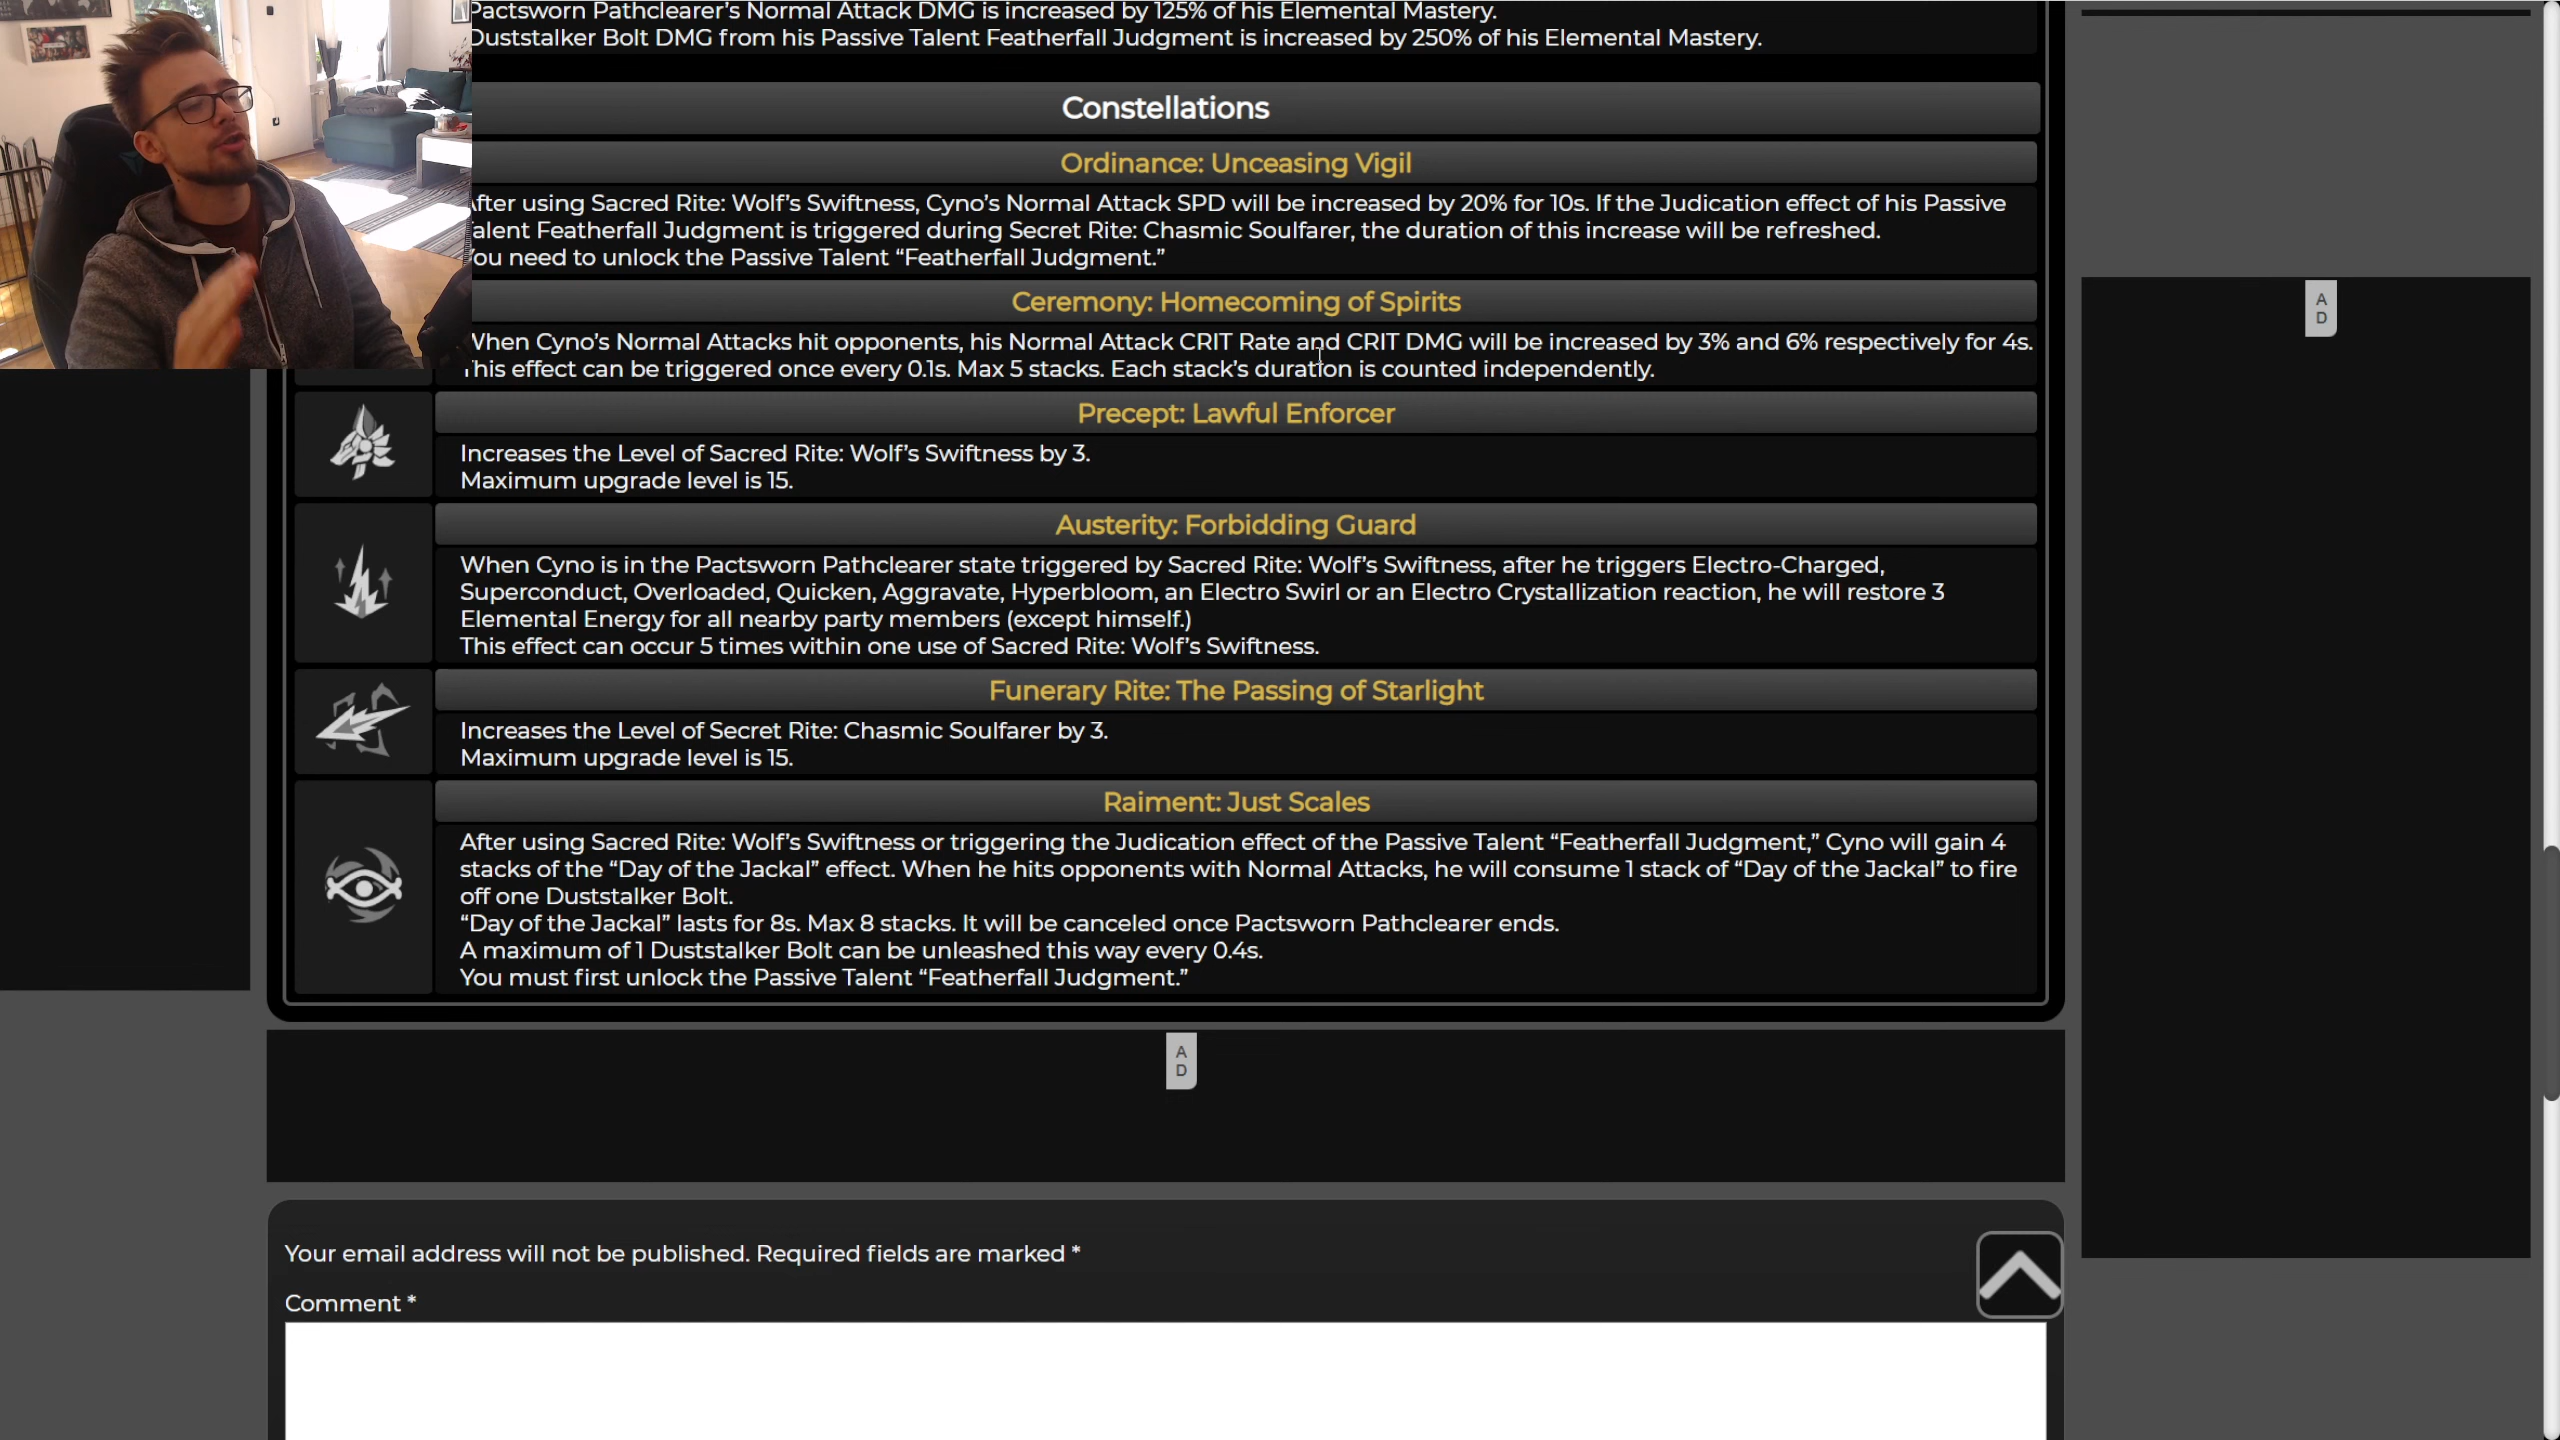 Pactsworn Pathclearer's Normal Attack DMG is increased by 125% of his Elemental Mastery.
Duststalker Bolt DMG from his Passive Talent Featherfall Judgment is increased by 250% of his Elemental Mastery.
Constellations
Ordinance: Unceasing Vigil
After using Sacred Rite: Wolf's Swiftness, Cyno's Normal Attack SPD will be increased by 20% for 10s. If the Judication effect of his Passive
Talent Featherfall Judgment is triggered during Secret Rite: Chasmic Soulfarer, the duration of this increase will be refreshed.
You need to unlock the Passive Talent “Featherfall Judgment.”
Ceremony: Homecoming of Spirits
When Cyno's Normal Attacks hit opponents, his Normal Attack CRIT Rate and CRIT DMG will be increased by 3% and 6% respectively for 4s.
This effect can be triggered once every 0.1s. Max 5 stacks. Each stack's duration is counted independently.
Precept: Lawful Enforcer
Increases the Level of Sacred Rite: Wolf's Swiftness by 3.
Maximum upgrade level is 15.
Austerity: Forbidding Guard
When Cyno is in the Pactsworn Pathclearer state triggered by Sacred Rite: Wolf's Swiftness, after he triggers Electro-Charged,
Superconduct, Overloaded, Quicken, Aggravate, Hyperbloom, an Electro Swirl or an Electro Crystallization reaction, he will restore 3
Elemental Energy for all nearby party members (except himself.)
This effect can occur 5 times within one use of Sacred Rite: Wolf's Swiftness.
Funerary Rite: The Passing of Starlight
Increases the Level of Secret Rite: Chasmic Soulfarer by 3.
Maximum upgrade level is 15.
Raiment: Just Scales
After using Sacred Rite: Wolf's Swiftness or triggering the Judication effect of the Passive Talent “Featherfall Judgment,” Cyno will gain 4
stacks of the “Day of the Jackal” effect. When he hits opponents with Normal Attacks, he will consume 1 stack of “Day of the Jackal” to fire
off one Duststalker Bolt.
“Day of the Jackal” lasts for 8s. Max 8 stacks. It will be canceled once Pactsworn Pathclearer ends.
A maximum of 1 Duststalker Bolt can be unleashed this way every 0.4s.
You must first unlock the Passive Talent “Featherfall Judgment.”
A
D
A
D
Your email address will not be published. Required fields are marked *
Comment *